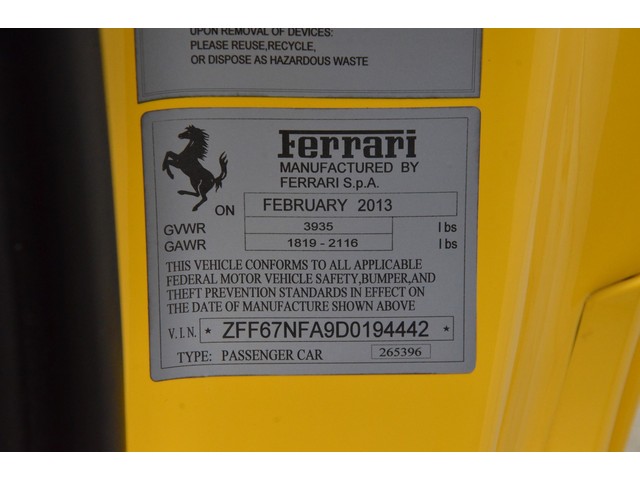 UPON REMOVAL OF DEVICES:
PLEASE REUSE,RECYCLE,
OR DISPOSE AS HAZARDOUS WASTE
Ferrari
MANUFACTURED BY
FERRARI S.p.A.
ON FEBRUARY 2013
GVWR 3935 lbs
GAWR 1819 - 2116 lbs
THIS VEHICLE CONFORMS TO ALL APPLICABLE
FEDERAL MOTOR VEHICLE SAFETY,BUMPER,AND
THEFT PREVENTION STANDARDS IN EFFECT ON
THE DATE OF MANUFACTURE SHOWN ABOVE
V.I.N. * ZFF67NFA9D0194442 *
TYPE: PASSENGER CAR 265396